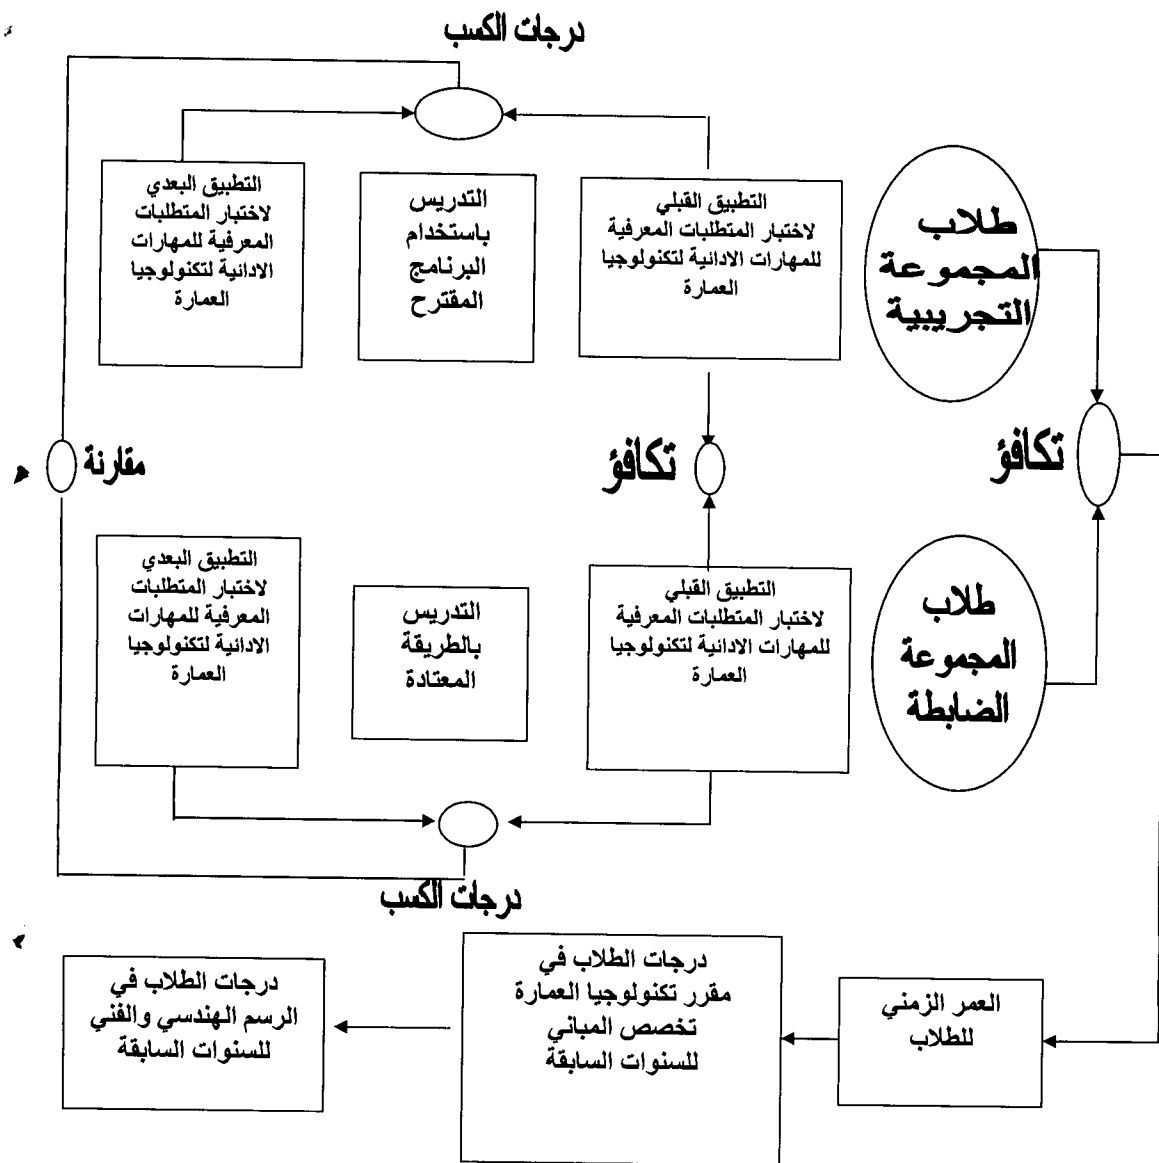 درجات الكسب
طلاب
المجموعة
التجريبية
التطبيق القبلي
لاختبار المتطلبات المعرفية
للمهارات الادائية لتكنولوجيا
العمارة
التدريس
باستخدام
البرنامج
المقترح
التطبيق البعدي
لاختبار المتطلبات
المعرفية للمهارات
الادائية لتكنولوجيا
العمارة
تكافؤ
تكافؤ
مقارنة
طلاب
المجموعة
الضابطة
التطبيق القبلي
لاختبار المتطلبات المعرفية
للمهارات الادائية لتكنولوجيا
العمارة
التدريس
بالطريقة
المعتادة
التطبيق البعدي
لاختبار المتطلبات
المعرفية للمهارات
الادائية لتكنولوجيا
العمارة
درجات الكسب
العمر الزمني
للطلاب
درجات الطلاب في
مقرر تكنولوجيا العمارة
تخصص المباني
للسنوات السابقة
درجات الطلاب في
الرسم الهندسي والفني
للسنوات السابقة